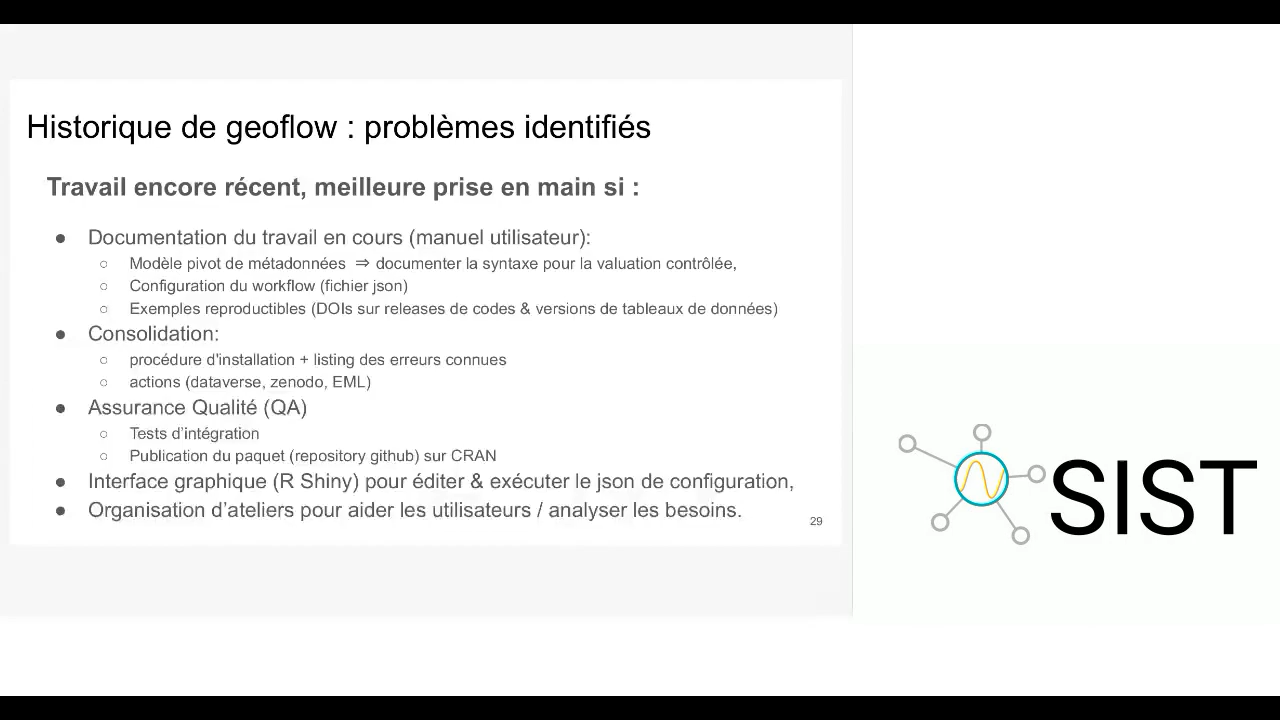 Historique de geoflow : problèmes identifiés
Travail encore récent, meilleure prise en main si :
● Documentation du travail en cours (manuel utilisateur):
○ Modèle pivot de métadonnées ⇒ documenter la syntaxe pour la valuation contrôlée,
○ Configuration du workflow (fichier json)
○ Exemples reproductibles (DOIs sur releases de codes & versions de tableaux de données)
● Consolidation:
○ procédure d'installation + listing des erreurs connues
○ actions (dataverse, zenodo, EML)
● Assurance Qualité (QA)
○ Tests d’intégration
○ Publication du paquet (repository github) sur CRAN
● Interface graphique (R Shiny) pour éditer & exécuter le json de configuration,
● Organisation d’ateliers pour aider les utilisateurs / analyser les besoins.
29
SIST